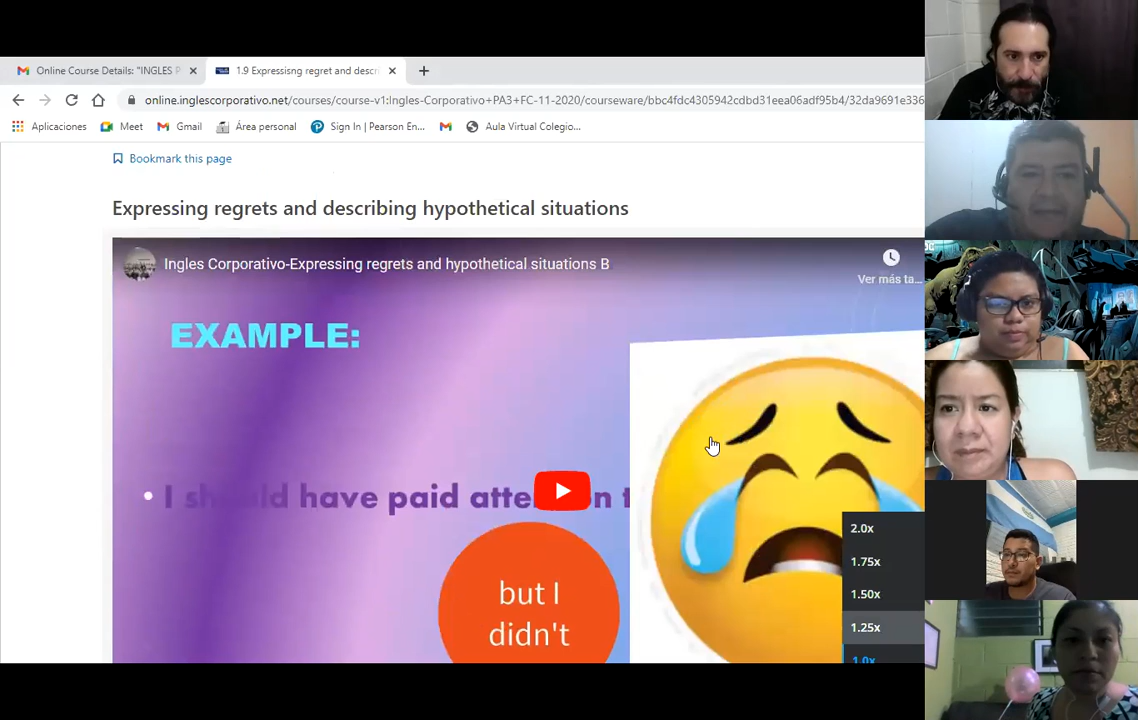 Online Course Details: "INGLES P
1.9 Expressisng regret and descri
online.inglescorporativo.net/courses/course-v1:Ingles-Corporativo+PA3+FC-11-2020/courseware/bbc4fdc4305942cdbd31eea06adf95b4/32da9691e336
Aplicaciones
Meet
Gmail
Área personal
Sign In | Pearson En...
Aula Virtual Colegio...
Bookmark this page
Expressing regrets and describing hypothetical situations
Ingles Corporativo-Expressing regrets and hypothetical situations B
Ver más ta...
EXAMPLE:
• I should have paid atte n t
but I
didn't
2.0x
1.75x
1.50x
1.25x
1.0x